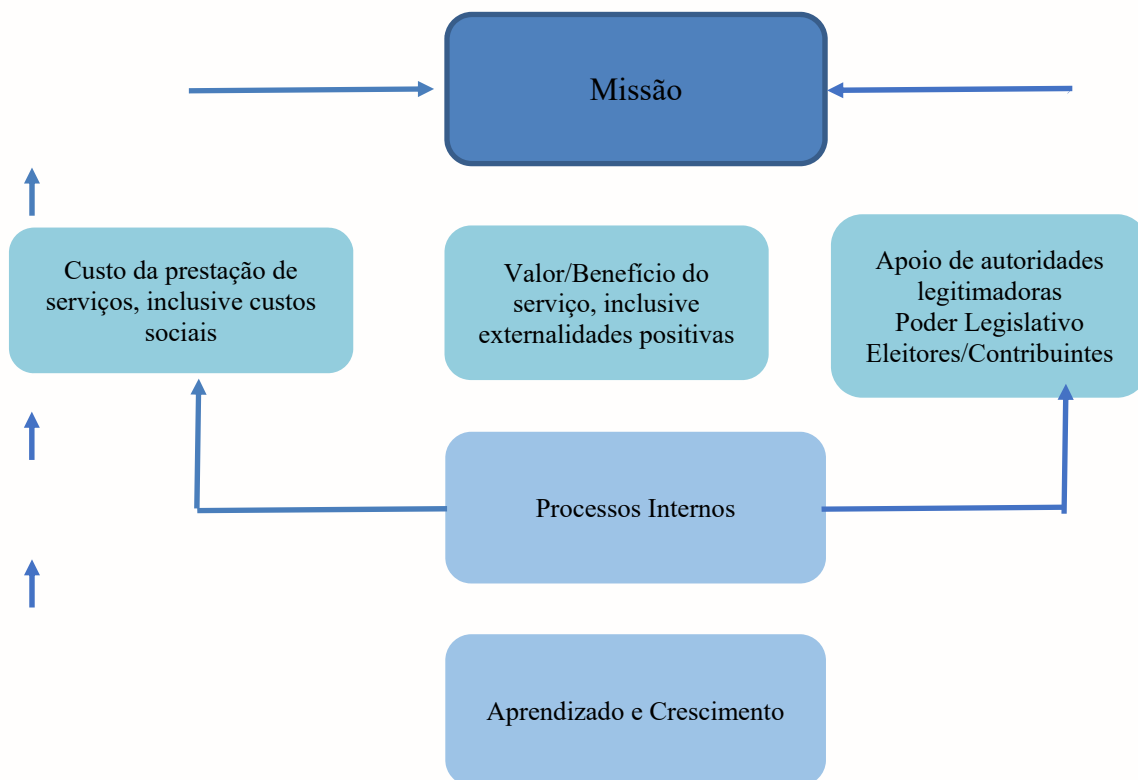 Missão
Custo da prestação de
serviços, inclusive custos
sociais
Valor/Benefício do
serviço, inclusive
externalidades positivas
Apoio de autoridades
legitimadoras
Poder Legislativo
Eleitores/Contribuintes
Processos Internos
Aprendizado e Crescimento